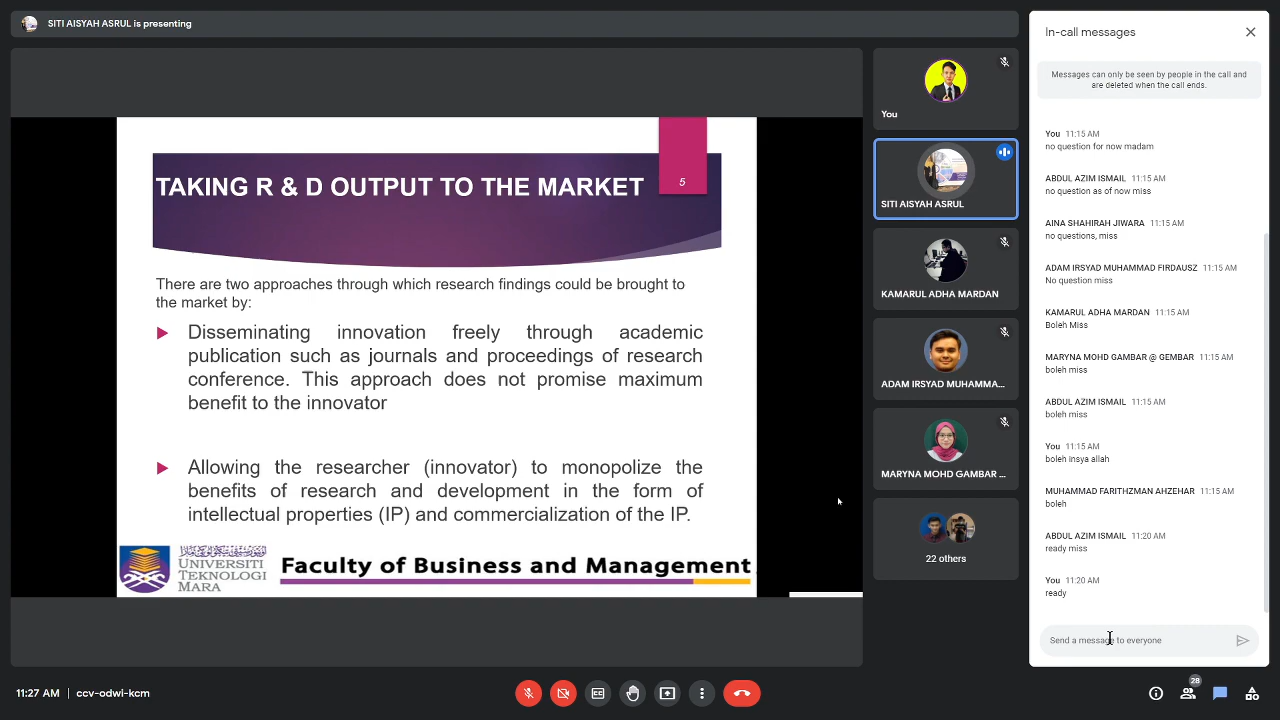 SITI AISYAH ASRUL is presenting
TAKING R & D OUTPUT TO THE MARKET
5
There are two approaches through which research findings could be brought to
the market by:
Disseminating innovation freely through academic
publication such as journals and proceedings of research
conference. This approach does not promise maximum
benefit to the innovator
Allowing the researcher (innovator) to monopolize the
benefits of research and development in the form of
intellectual properties (IP) and commercialization of the IP.
UNIVERSITI
TEKNOLOGI
MARA
Faculty of Business and Management
You
SITI AISYAH ASRUL
KAMARUL ADHA MARDAN
ADAM IRSYAD MUHAMMA...
MARYNA MOHD GAMBAR ...
22 others
In-call messages
Messages can only be seen by people in the call and
are deleted when the call ends.
You 11:15 AM
no question for now madam
ABDUL AZIM ISMAIL 11:15 AM
no question as of now miss
AINA SHAHIRAH JIWARA 11:15 AM
no questions, miss
ADAM IRSYAD MUHAMMAD FIRDAUSZ 11:15 AM
No question miss
KAMARUL ADHA MARDAN 11:15 AM
Boleh Miss
MARYNA MOHD GAMBAR @ GEMBAR 11:15 AM
boleh miss
ABDUL AZIM ISMAIL 11:15 AM
boleh miss
You 11:15 AM
boleh insya allah
MUHAMMAD FARITHZMAN AHZEHAR 11:15 AM
boleh
ABDUL AZIM ISMAIL 11:20 AM
ready miss
You 11:20 AM
ready
Send a message to everyone
11:27 AM ccv-odwi-kcm
28